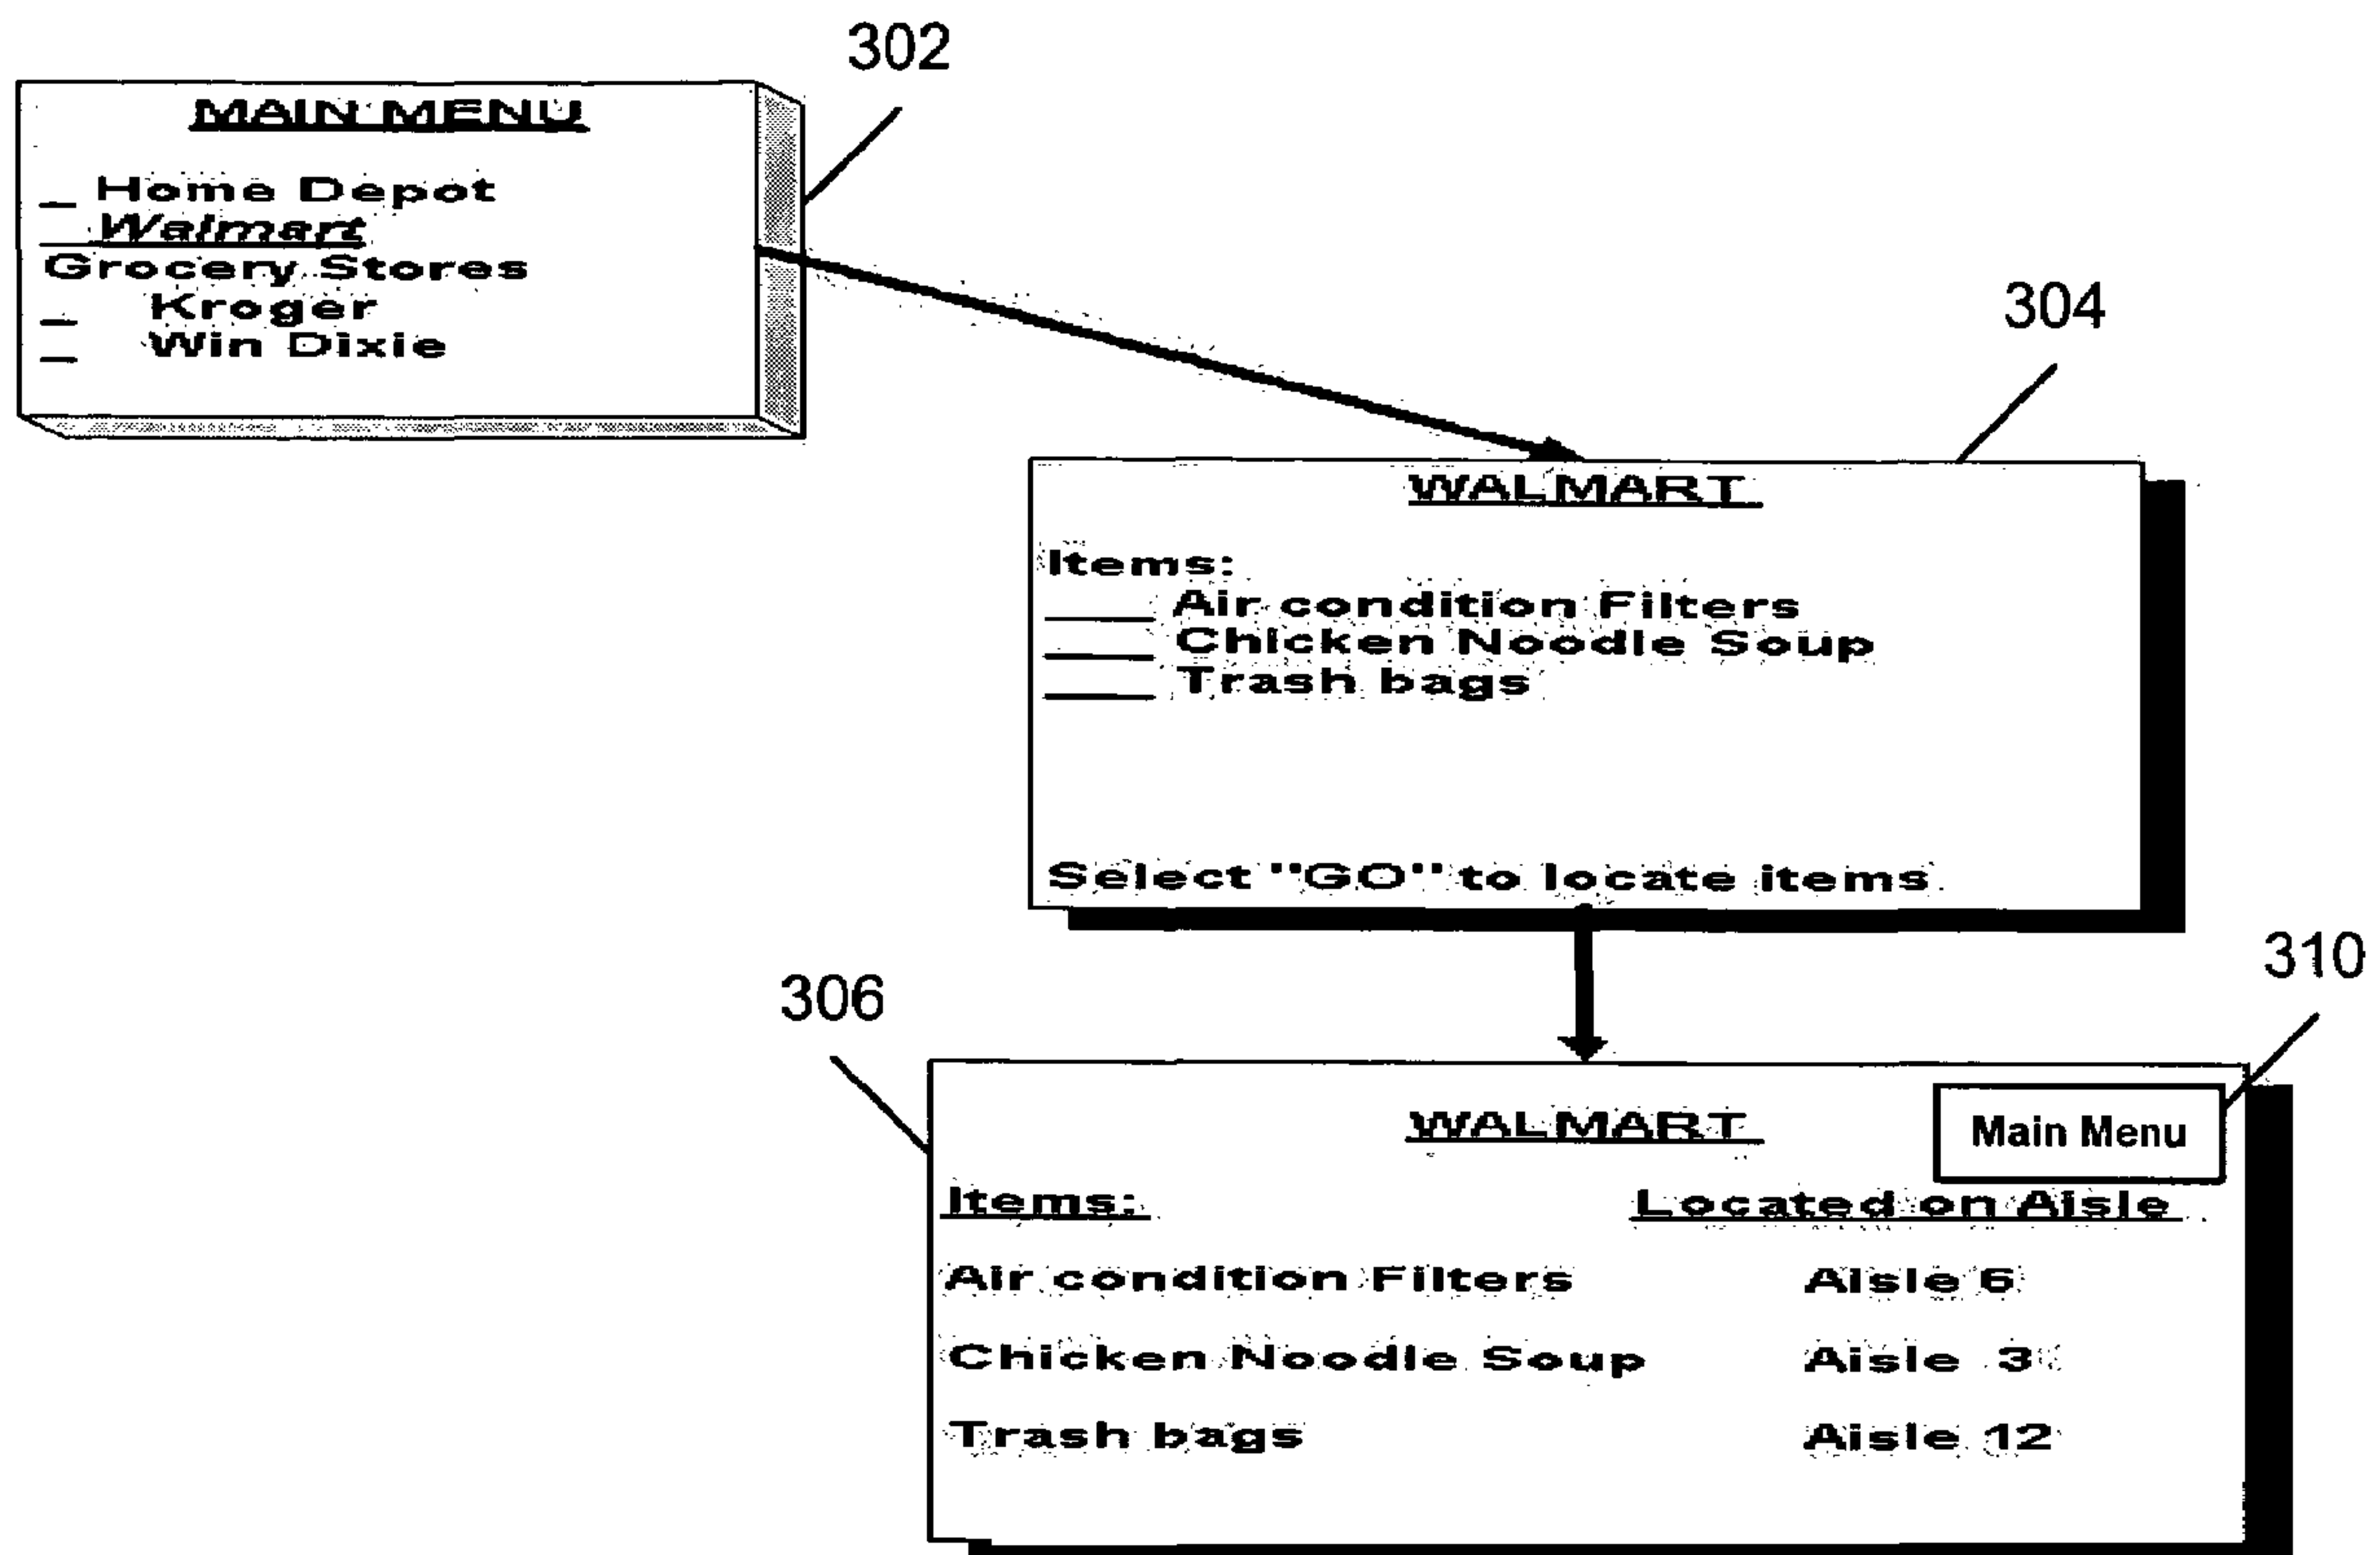 302
MAIN MENU
_ Home Depot
_ Walmart
Grocery Stores
_ Kroger
_ Win Dixie
304
WALMART
Items:
____ Air condition Filters
____ Chicken Noodle Soup
____ Trash bags
Select "GO" to locate items
310
306
Main Menu
WALMART
Items: Located on Aisle
Air condition Filters Aisle 6
Chicken Noodle Soup Aisle 3
Trash bags Aisle 12